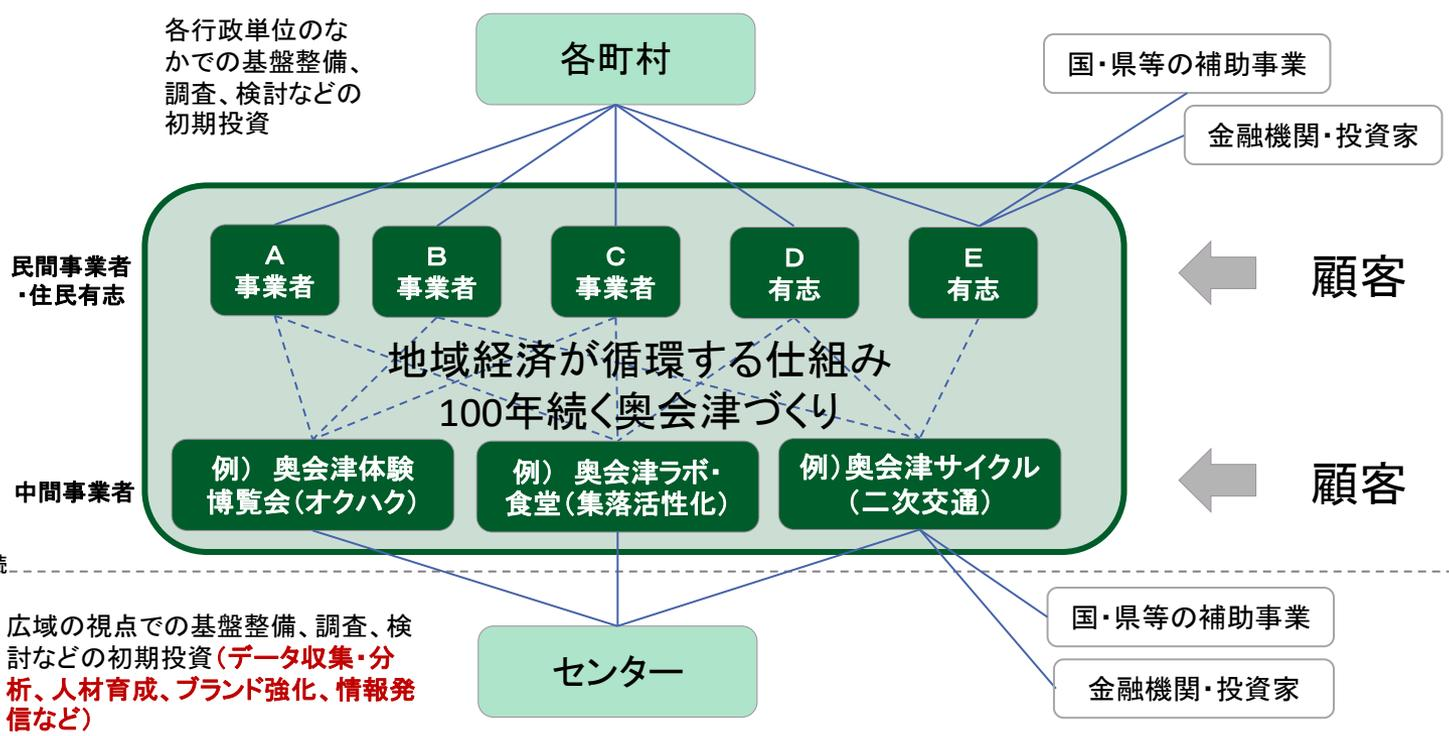 各行政単位のな
かでの基盤整備、
調査、検討などの
初期投資
各町村
国・県等の補助事業
金融機関・投資家
民間事業者
・住民有志
A
事業者
B
事業者
C
事業者
D
有志
E
有志
顧客
地域経済が循環する仕組み
100年続く奥会津づくり
中間事業者
例） 奥会津体験
博覧会（オクハク）
例） 奥会津ラボ・
食堂（集落活性化）
例）奥会津サイクル
（二次交通）
顧客
広域の視点での基盤整備、調査、検
討などの初期投資（データ収集・分
析、人材育成、ブランド強化、情報発
信など）
センター
国・県等の補助事業
金融機関・投資家